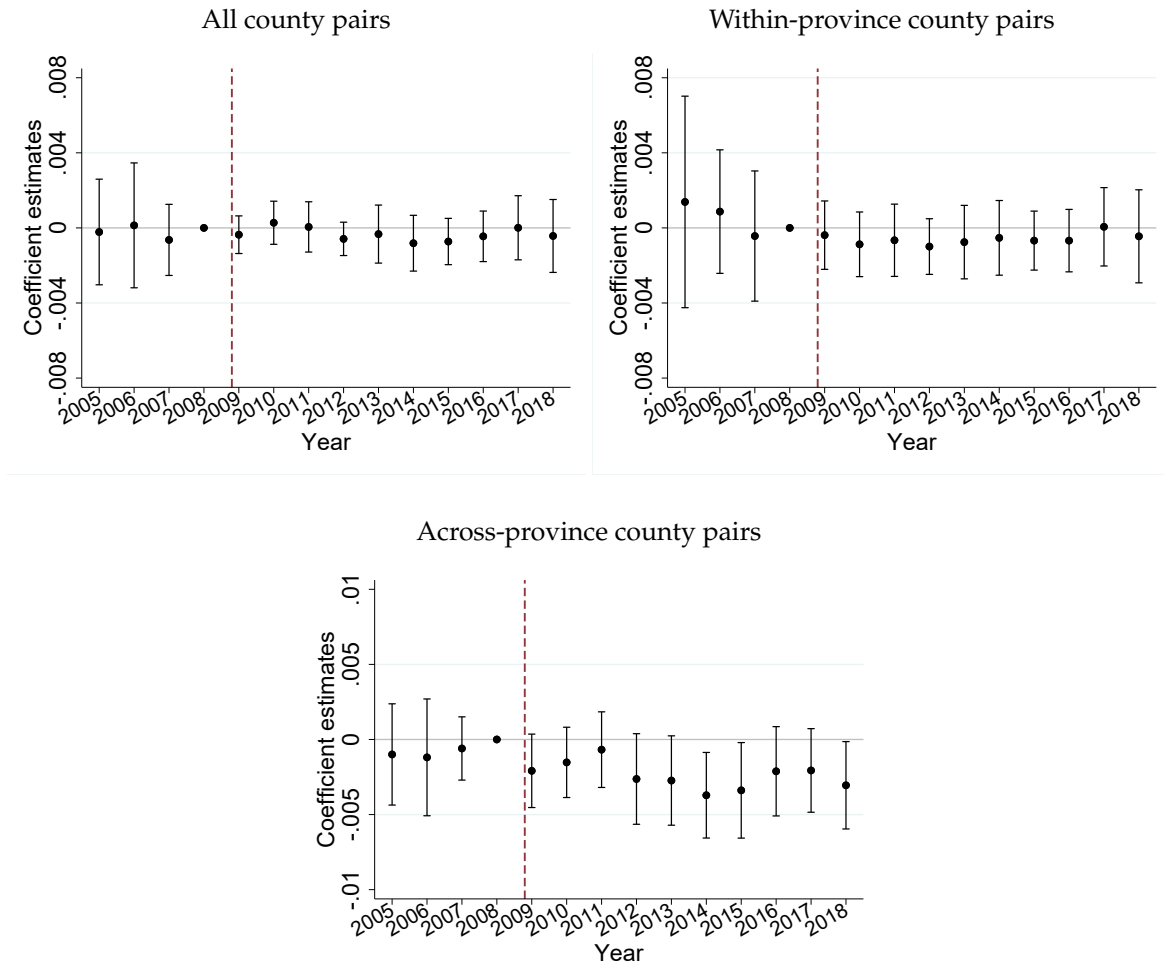 All county pairs
Within-province county pairs
Coefficient estimates
.008
.004
0
-.004
-.008
2005 2006 2007 2008 2009 2010 2011 2012 2013 2014 2015 2016 2017 2018
Year
Coefficient estimates
.008
.004
0
-.004
-.008
2005 2006 2007 2008 2009 2010 2011 2012 2013 2014 2015 2016 2017 2018
Year
Across-province county pairs
Coefficient estimates
.01
.005
0
-.005
-.01
2005 2006 2007 2008 2009 2010 2011 2012 2013 2014 2015 2016 2017 2018
Year